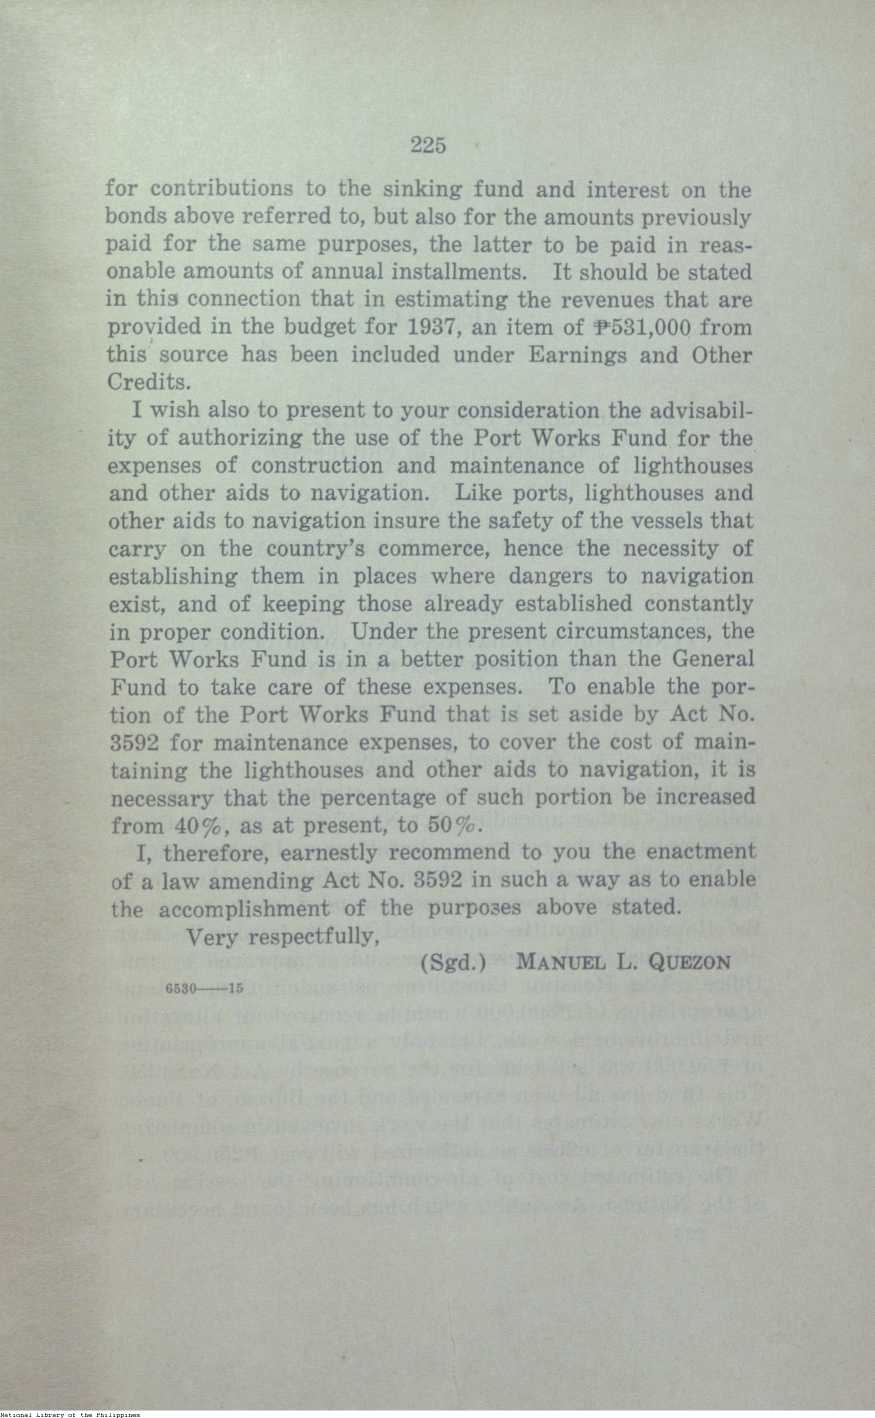 225
for contributions to the sinking fund and interest on the
bonds above referred to, but also for the amounts previously
paid for the same purposes, the latter to be paid in reas-
onable amounts of annual installments. It should be stated
in this connection that in estimating the revenues that are
provided in the budget for 1937, an item of ₱531,000 from
this source has been included under Earnings and Other
Credits.
I wish also to present to your consideration the advisabil-
ity of authorizing the use of the Port Works Fund for the
expenses of construction and maintenance of lighthouses
and other aids to navigation. Like ports, lighthouses and
other aids to navigation insure the safety of the vessels that
carry on the country's commerce, hence the necessity of
establishing them in places where dangers to navigation
exist, and of keeping those already established constantly
in proper condition. Under the present circumstances, the
Port Works Fund is in a better position than the General
Fund to take care of these expenses. To enable the por-
tion of the Port Works Fund that is set aside by Act No.
3592 for maintenance expenses, to cover the cost of main-
taining the lighthouses and other aids to navigation, it is
necessary that the percentage of such portion be increased
from 40%, as at present, to 50%.
I, therefore, earnestly recommend to you the enactment
of a law amending Act No. 3592 in such a way as to enable
the accomplishment of the purposes above stated.
Very respectfully,
(Sgd.) MANUEL L. QUEZON
6530——15
National Library of the Philippines